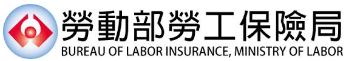 勞動部勞工保險局
BUREAU OF LABOR INSURANCE, MINISTRY OF LABOR